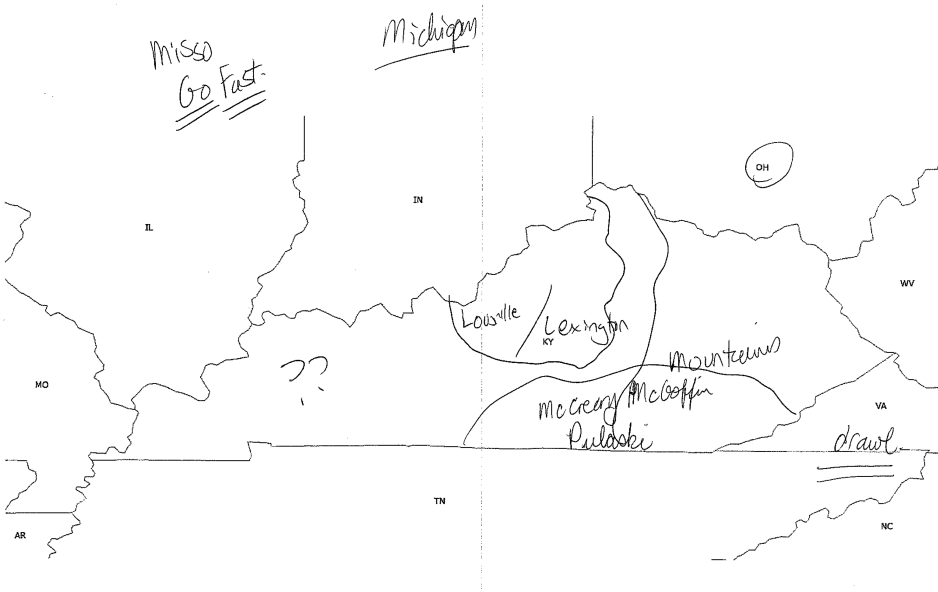 Misso
Go Fast.
Michigan
OH
IN
IL
WV
Louisville
Lexington
KY
Mountains
??
MO
McCreary McGoffin
VA
Pulaski
drawl
TN
NC
AR